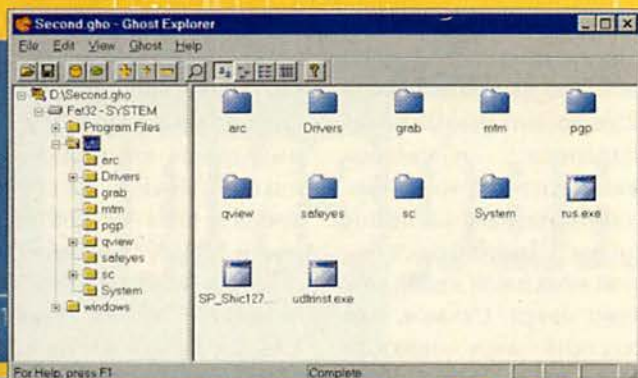 Second.gho - Ghost Explorer
File Edit View Ghost Help
D:\Second.gho
Fat32 - SYSTEM
Program Files
arc
Drivers
grab
mtm
pgp
qview
safeyes
sc
System
windows
arc Drivers grab mtm pgp
qview safeyes sc System rus.exe
SP_Shic127... udtrinst.exe
For Help, press F1 Complete